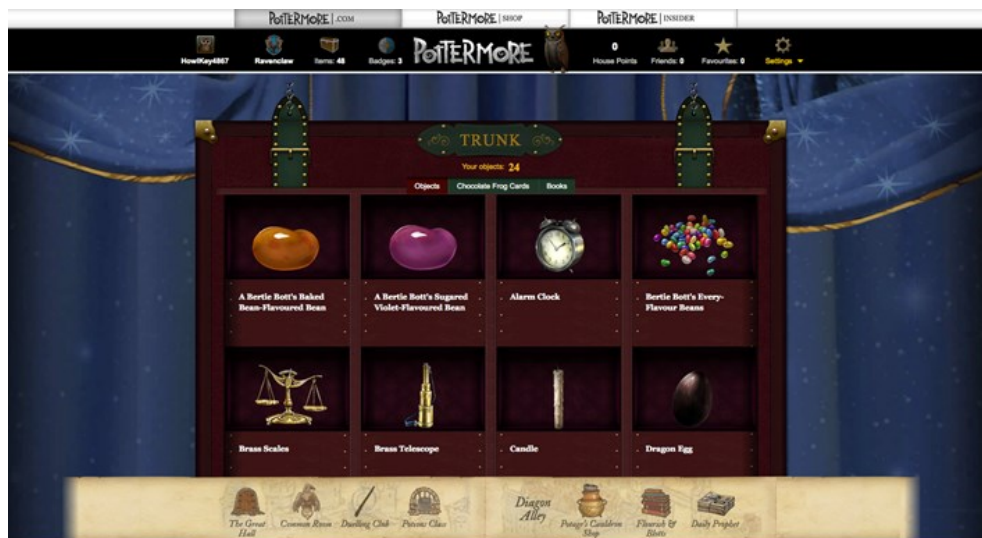 POTTERMORE | .COM
POTTERMORE | SHOP
POTTERMORE | INSIDER
HowlKey4867
Ravenclaw
Items: 48
Badges: 3
POTTERMORE
0
House Points
Friends: 0
Favourites: 0
Settings
TRUNK
Your objects: 24
Objects
Chocolate Frog Cards
Books
A Bertie Bott's Baked
Bean-Flavoured Bean
A Bertie Bott's Sugared
Violet-Flavoured Bean
Alarm Clock
Bertie Bott's Every-
Flavour Beans
Brass Scales
Brass Telescope
Candle
Dragon Egg
The Great
Hall
Common Room
Duelling Club
Potions Class
Diagon
Alley
Potage's Cauldron
Shop
Flourish &
Blotts
Daily Prophet